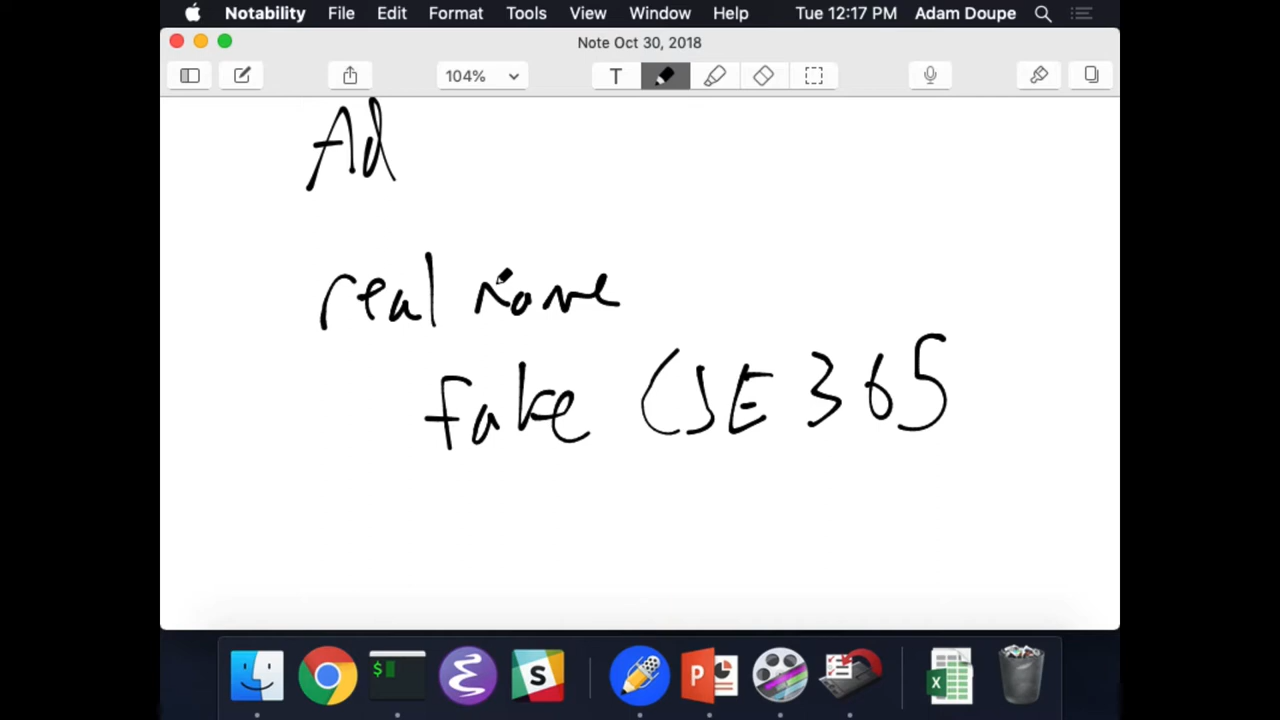 Notability File Edit Format Tools View Window Help Tue 12:17 PM Adam Doupe
Note Oct 30, 2018
104% T
Ad
real name
fake CSE 365
$
S
P
X